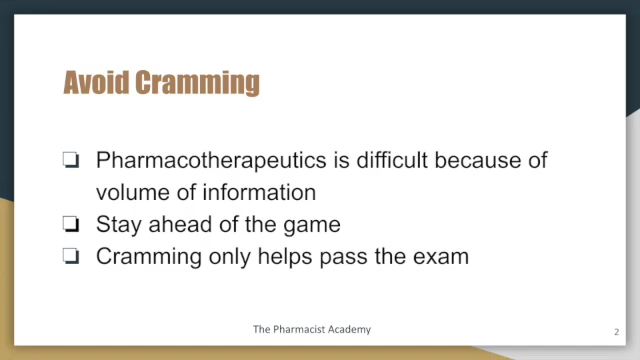 Avoid Cramming
❏ Pharmacotherapeutics is difficult because of
volume of information
❏ Stay ahead of the game
❏ Cramming only helps pass the exam
The Pharmacist Academy
2